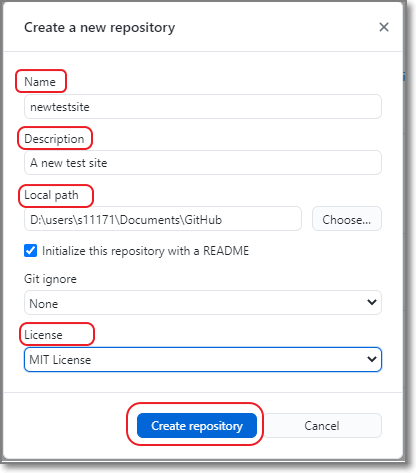 Create a new repository
Name
newtestsite
Description
A new test site
Local path
D:\users\s11171\Documents\GitHub
Choose...
Initialize this repository with a README
Git ignore
None
License
MIT License
Create repository
Cancel